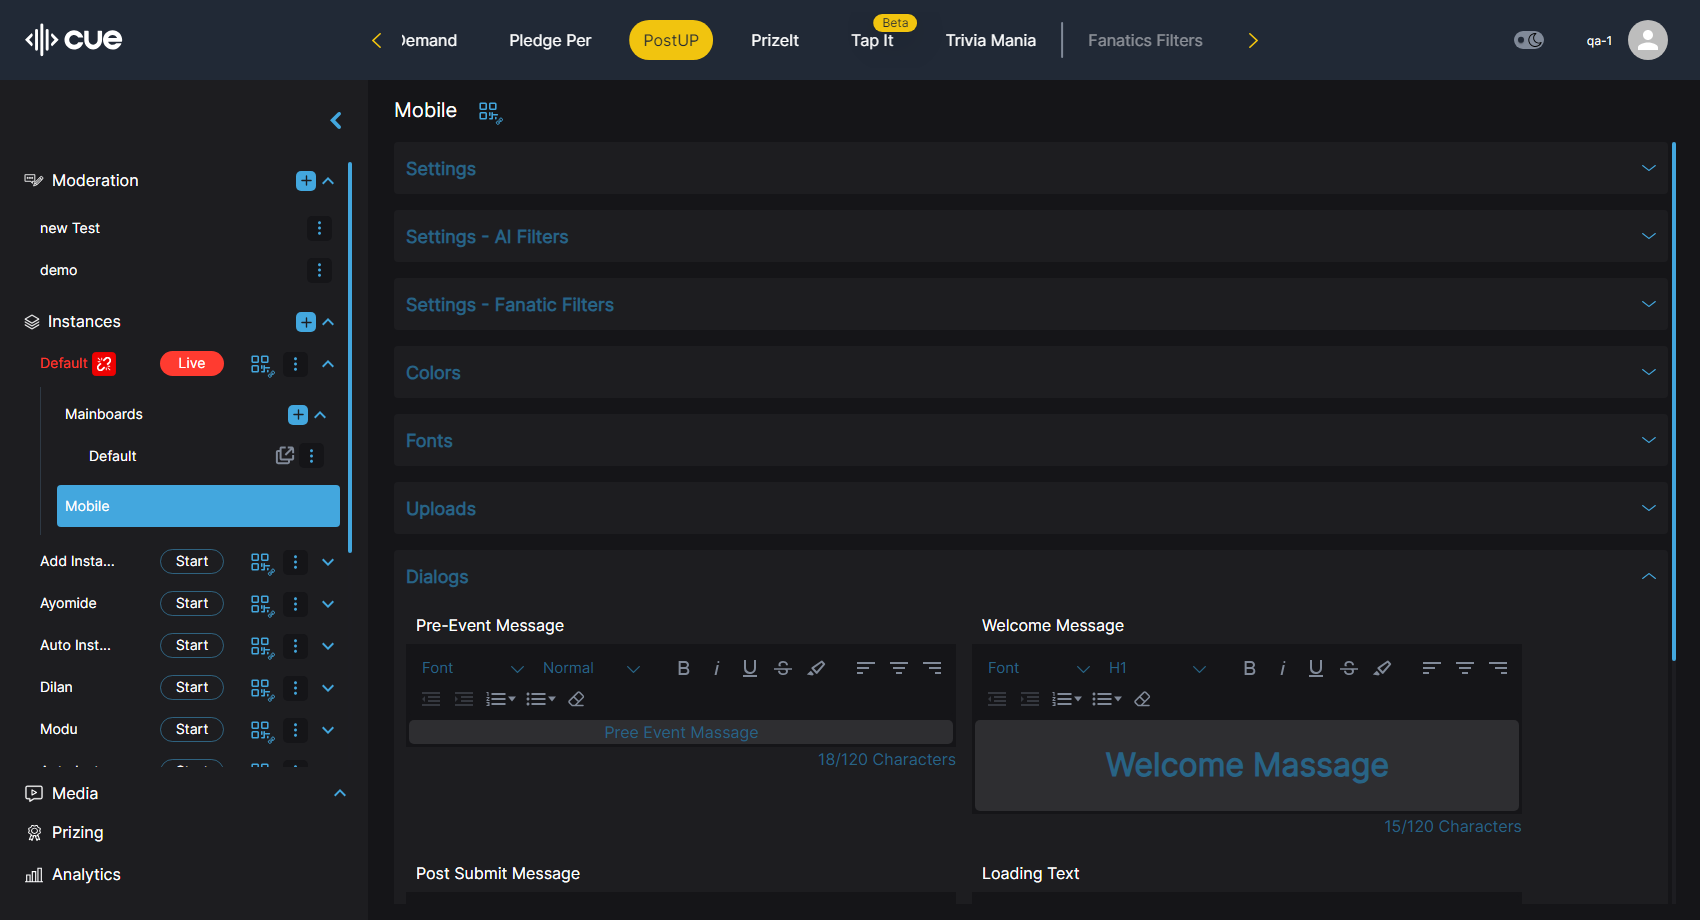 cue
Demand
Pledge Per
PostUP
PrizeIt
Beta
Tap It
Trivia Mania
Fanatics Filters
qa-1
Moderation
new Test
demo
Instances
Default
Live
Mainboards
Default
Mobile
Add Insta...
Start
Ayomide
Start
Auto Inst...
Start
Dilan
Start
Modu
Start
Media
Prizing
Analytics
Mobile
Settings
Settings - AI Filters
Settings - Fanatic Filters
Colors
Fonts
Uploads
Dialogs
Pre-Event Message
Font
Normal
Pree Event Massage
18/120 Characters
Welcome Message
Font
H1
Welcome Massage
15/120 Characters
Post Submit Message
Loading Text